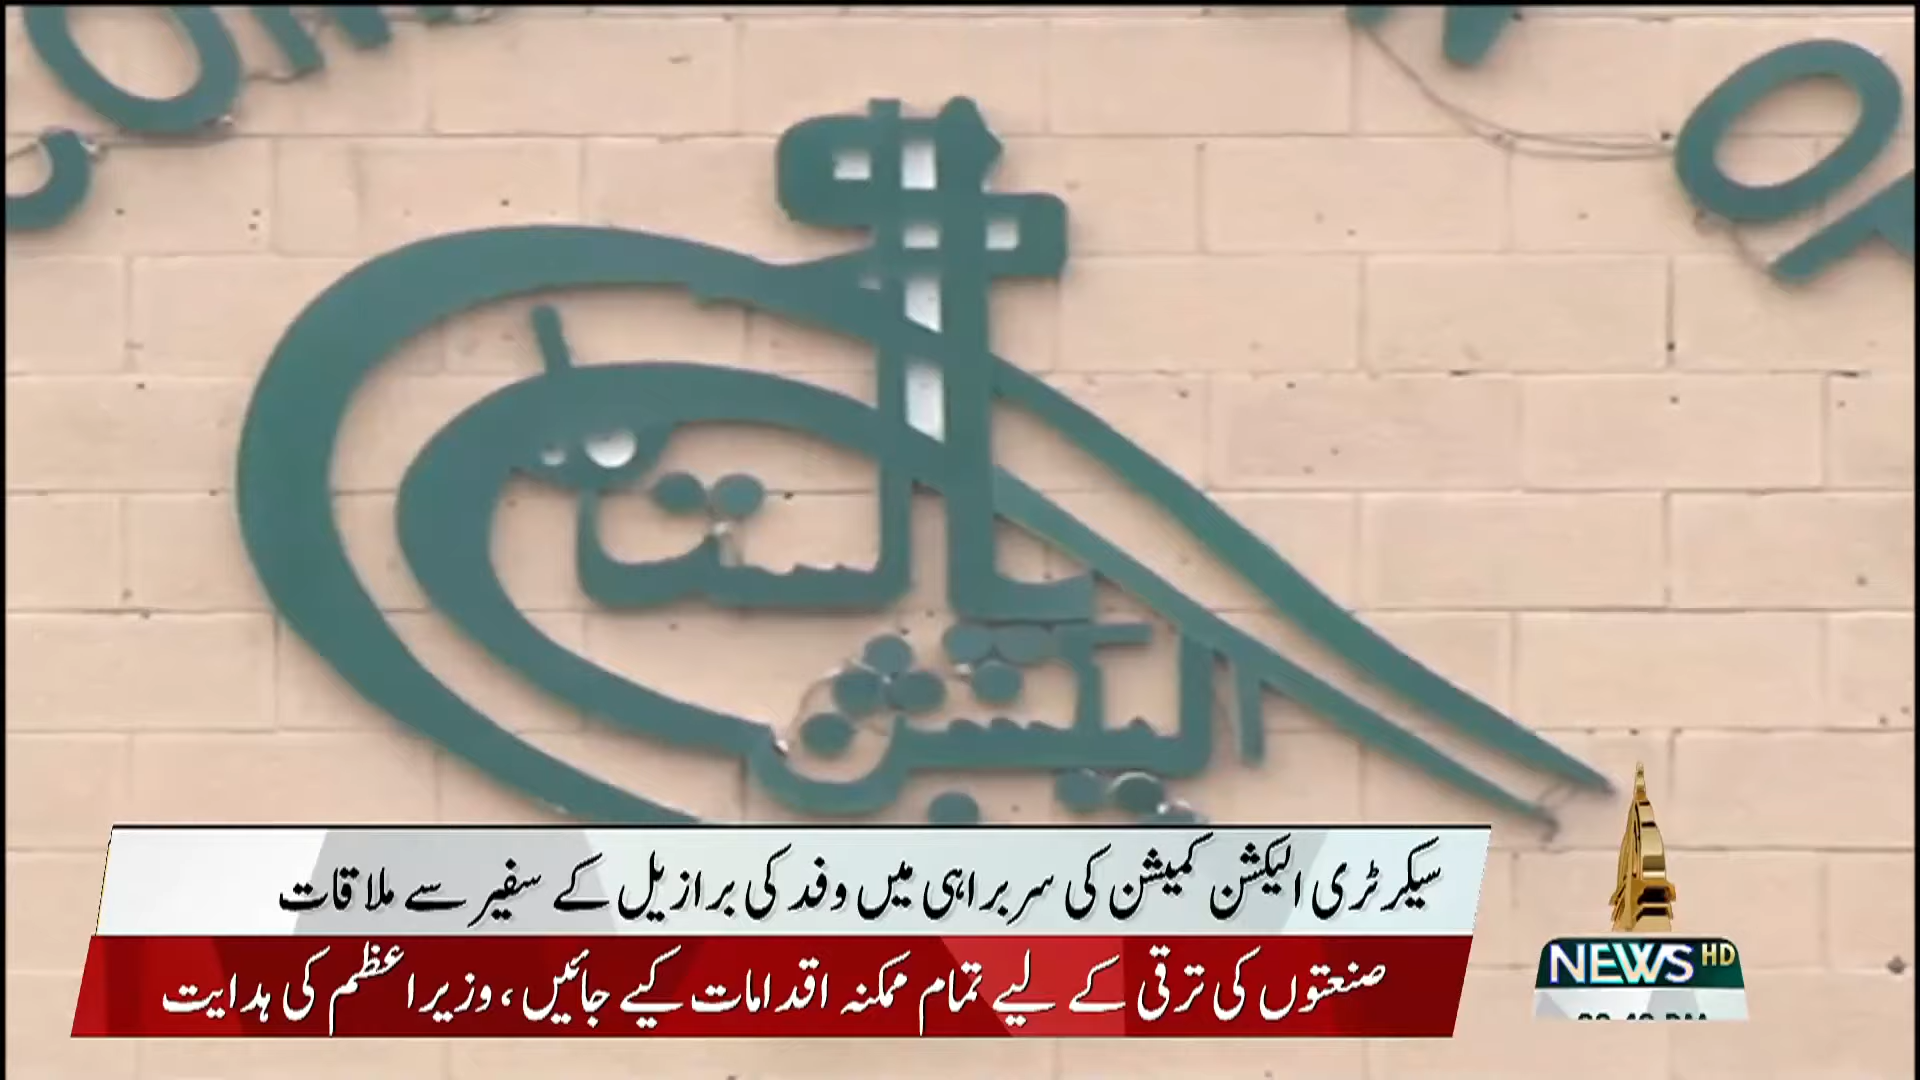 الیکشن
سیکرٹری الیکشن کمیشن کی سربراہی میں وفد کی برازیل کے سفیر سے ملاقات
صنعتوں کی ترقی کے لیے تمام ممکنہ اقدامات کیے جائیں، وزیراعظم کی ہدایت
NEWS HD